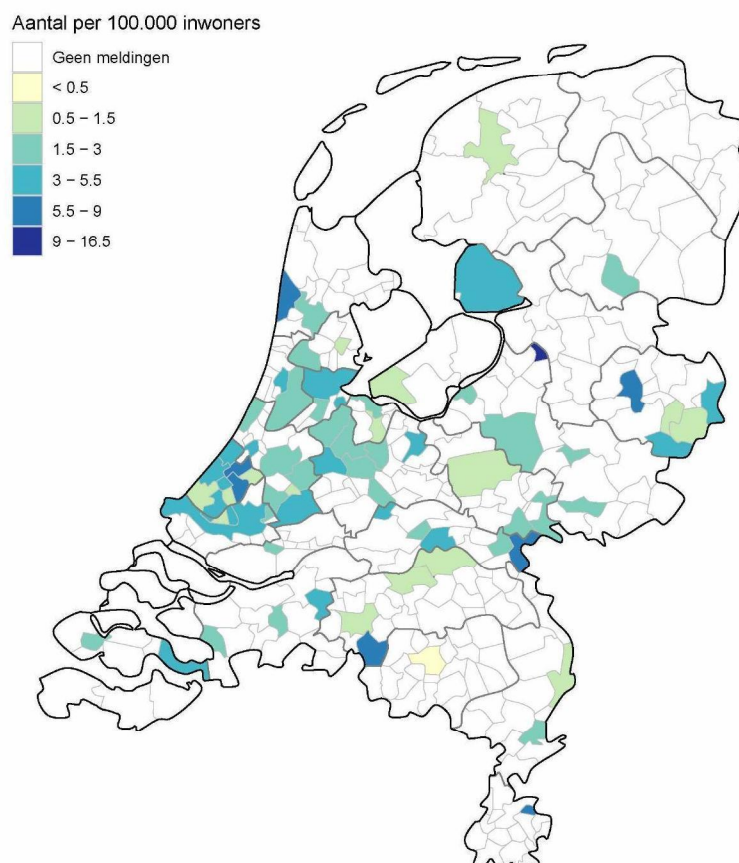 Aantal per 100.000 inwoners
Geen meldingen
< 0.5
0.5 – 1.5
1.5 – 3
3 – 5.5
5.5 – 9
9 – 16.5